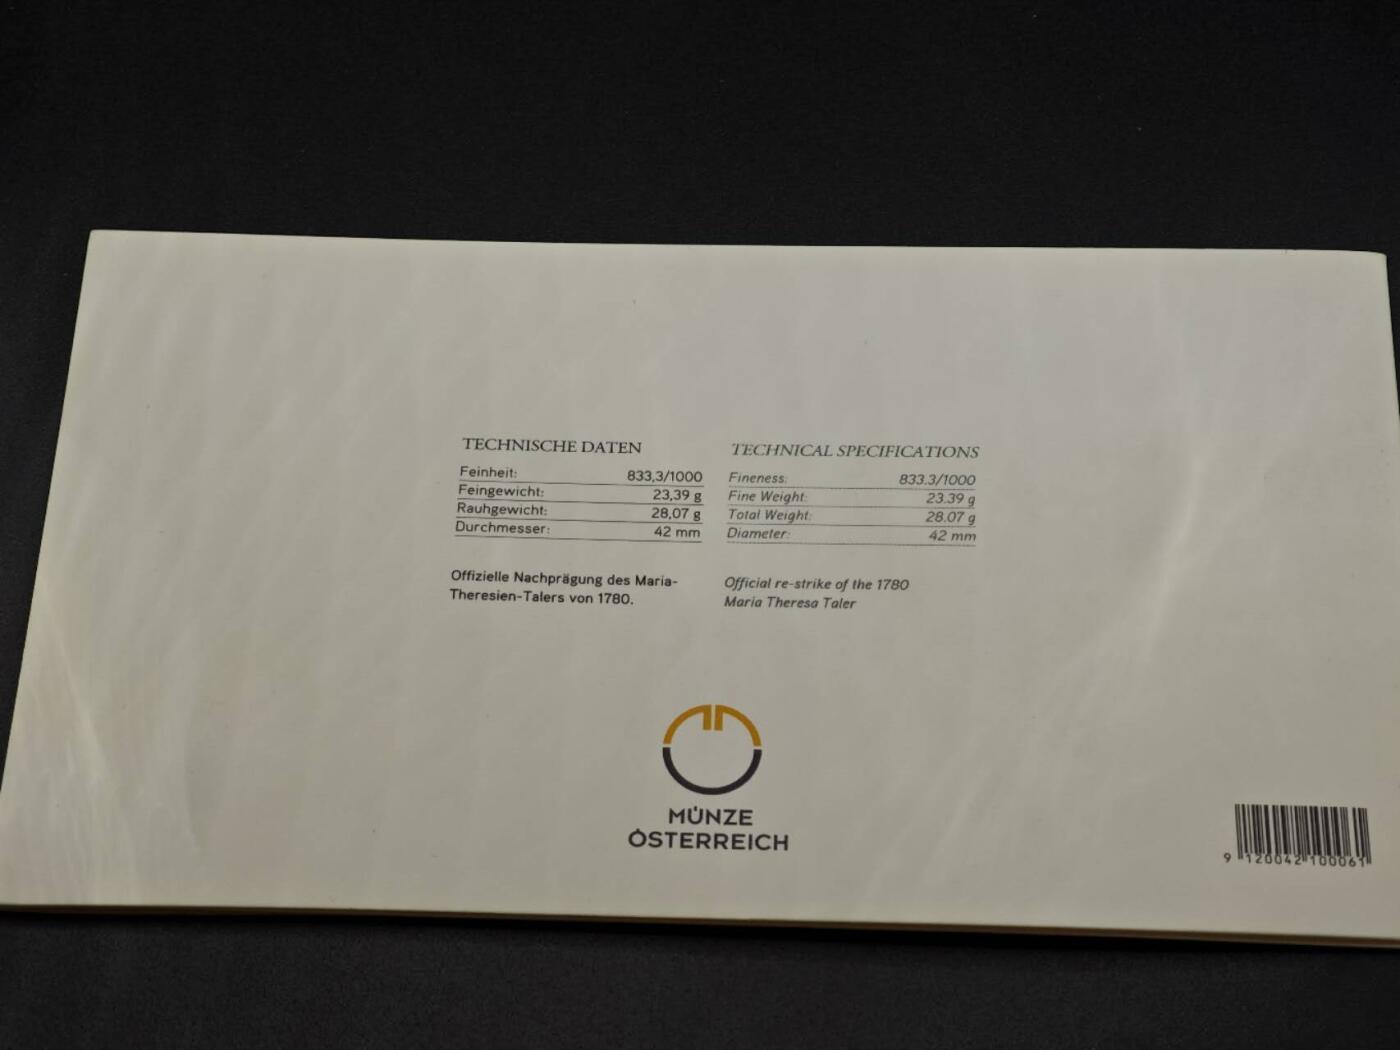 TECHNISCHE DATEN
Feinheit: 833,3/1000
Feingewicht: 23,39 g
Rauhgewicht: 28,07 g
Durchmesser: 42 mm
Offizielle Nachprägung des Maria-
Theresien-Talers von 1780.
TECHNICAL SPECIFICATIONS
Fineness: 833.3/1000
Fine Weight: 23.39 g
Total Weight: 28.07 g
Diameter: 42 mm
Official re-strike of the 1780
Maria Theresa Taler
MÜNZE
ÖSTERREICH
9 120042 100061